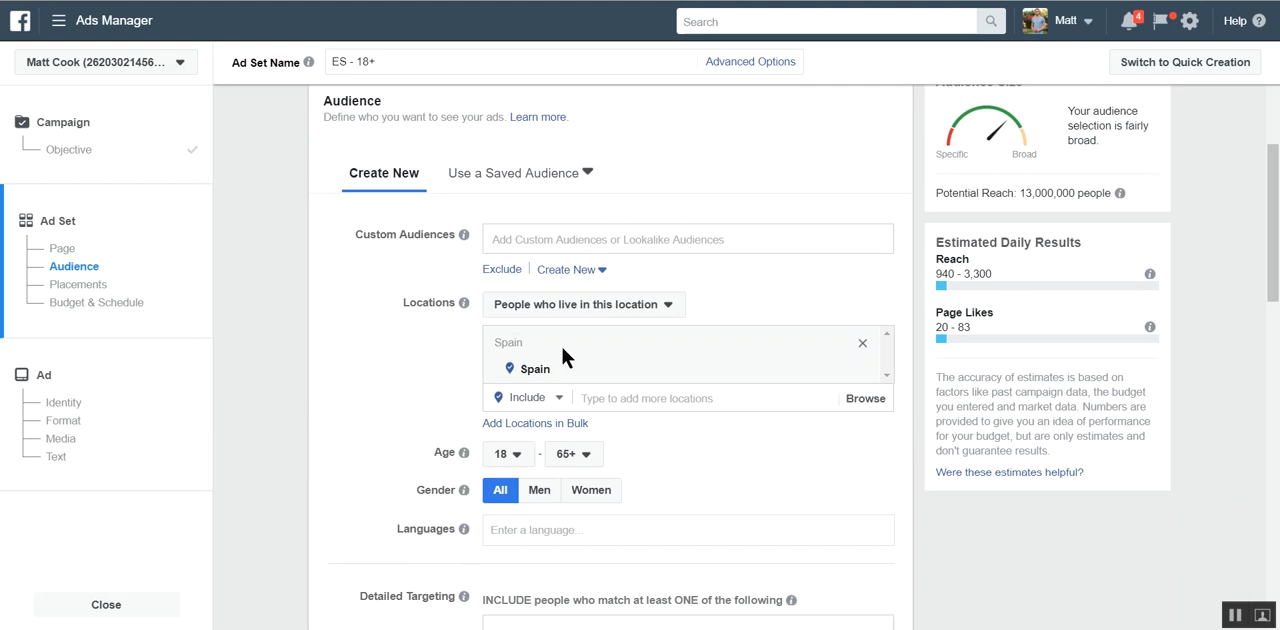 Ads Manager
Search
Matt
4
Help
Matt Cook (26203021456...
Ad Set Name
ES - 18+
Advanced Options
Switch to Quick Creation
Campaign
Objective
Ad Set
Page
Audience
Placements
Budget & Schedule
Ad
Identity
Format
Media
Text
Close
Audience
Define who you want to see your ads. Learn more.
Create New
Use a Saved Audience
Custom Audiences
Add Custom Audiences or Lookalike Audiences
Exclude
Create New
Locations
People who live in this location
Spain
Spain
Include
Type to add more locations
Browse
Add Locations in Bulk
Age
18
-
65+
Gender
All
Men
Women
Languages
Enter a language...
Detailed Targeting
INCLUDE people who match at least ONE of the following
Audience Size
Your audience
selection is fairly
broad.
Specific
Broad
Potential Reach: 13,000,000 people
Estimated Daily Results
Reach
940 - 3,300
Page Likes
20 - 83
The accuracy of estimates is based on
factors like past campaign data, the budget
you entered and market data. Numbers are
provided to give you an idea of performance
for your budget, but are only estimates and
don't guarantee results.
Were these estimates helpful?